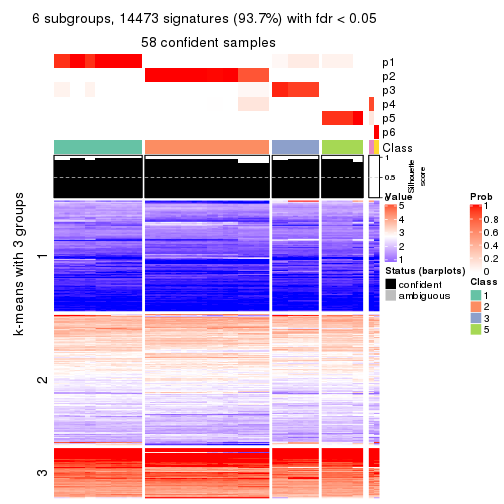 6 subgroups, 14473 signatures (93.7%) with fdr < 0.05
58 confident samples
p1
p2
p3
p4
p5
p6
Class
1
0.5
0
Silhouette
score
k-means with 3 groups
1
2
3
Value
5
4
3
2
1
Status (barplots)
confident
ambiguous
Prob
1
0.8
0.6
0.4
0.2
0
Class
1
2
3
5